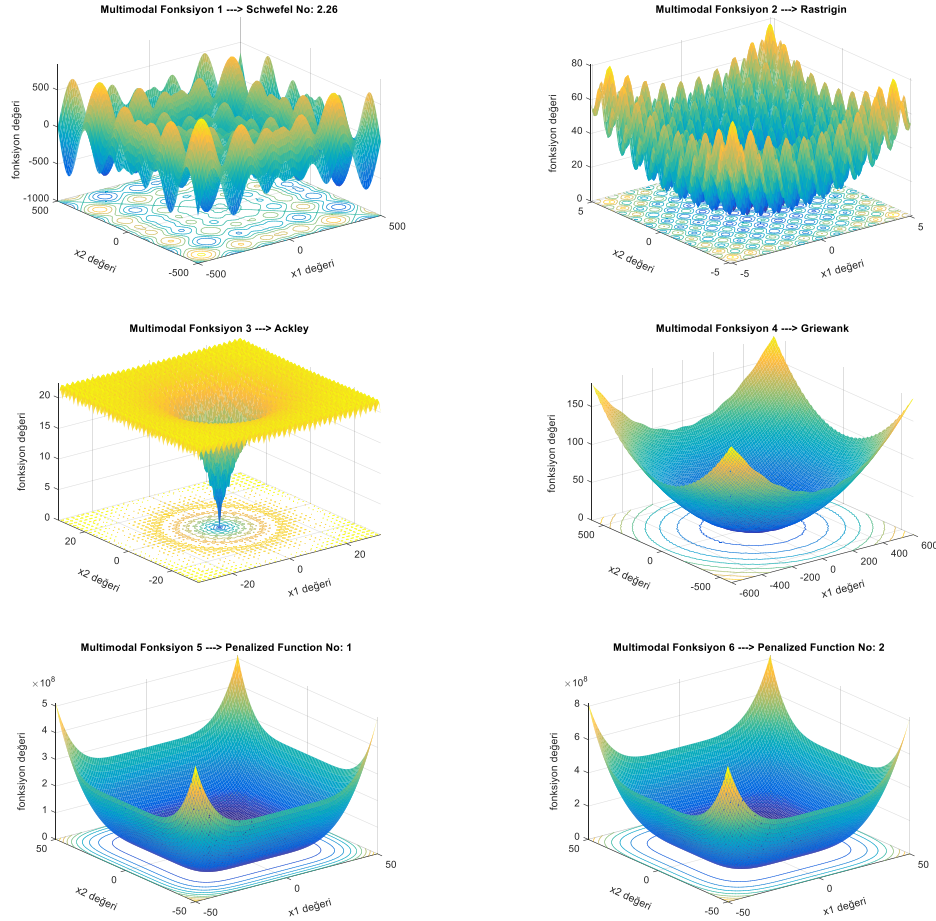 Multimodal Fonksiyon 1 ---> Schwefel No: 2.26
fonksiyon değeri
500
0
-500
-1000
500
0
-500
x2 değeri
-500
0
500
x1 değeri
Multimodal Fonksiyon 2 ---> Rastrigin
fonksiyon değeri
80
60
40
20
0
5
0
-5
x2 değeri
-5
0
5
x1 değeri
Multimodal Fonksiyon 3 ---> Ackley
fonksiyon değeri
20
15
10
5
0
20
0
-20
x2 değeri
-20
0
20
x1 değeri
Multimodal Fonksiyon 4 ---> Griewank
fonksiyon değeri
150
100
50
0
500
0
-500
x2 değeri
-600
-400
-200
0
200
400
600
x1 değeri
Multimodal Fonksiyon 5 ---> Penalized Function No: 1
×10⁸
fonksiyon değeri
5
4
3
2
1
0
50
0
-50
x2 değeri
-50
0
50
x1 değeri
Multimodal Fonksiyon 6 ---> Penalized Function No: 2
×10⁸
fonksiyon değeri
8
6
4
2
0
50
0
-50
x2 değeri
-50
0
50
x1 değeri